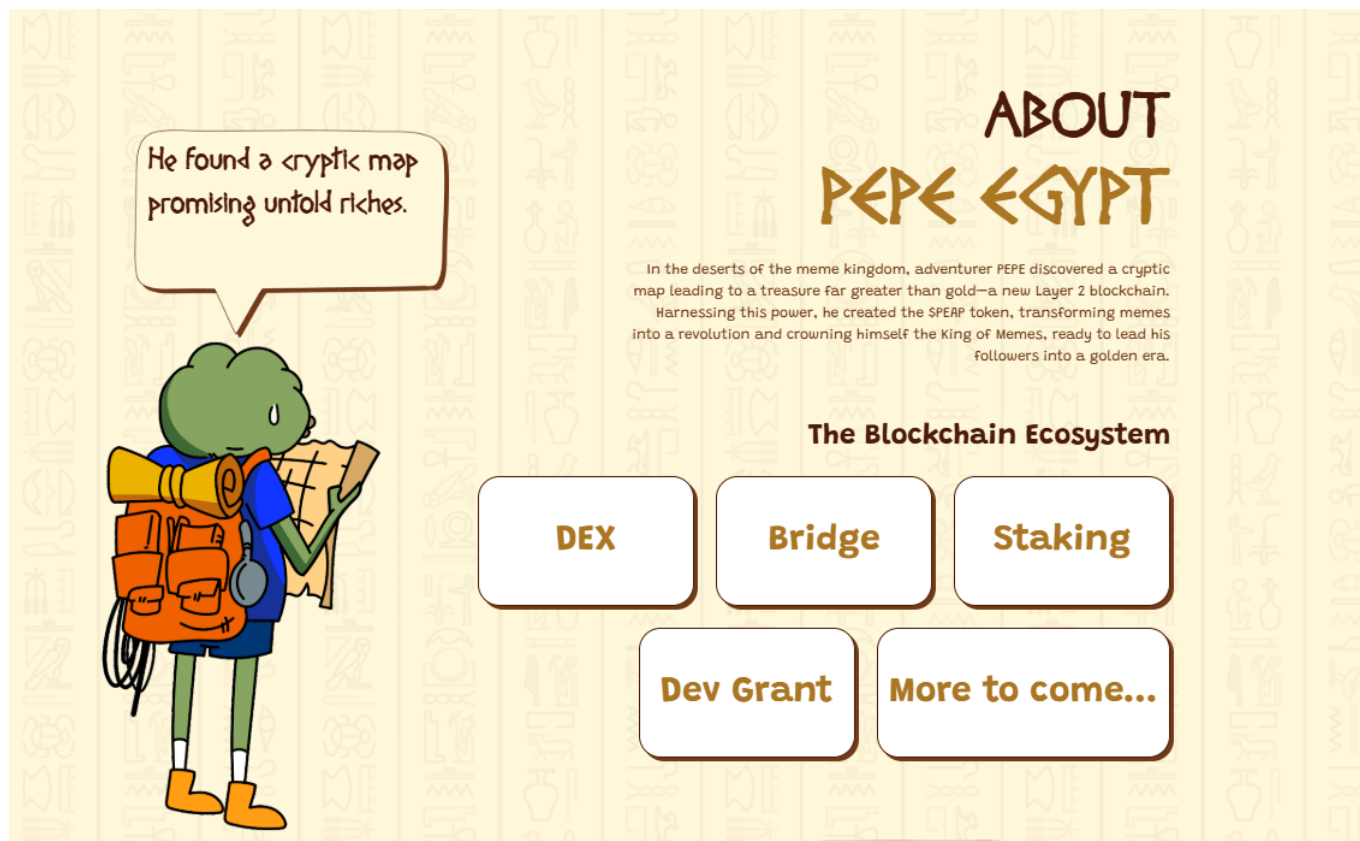 He found a cryptic map
promising untold riches.
ABOUT
PEPE EGYPT
In the deserts of the meme kingdom, adventurer PEPE discovered a cryptic
map leading to a treasure far greater than gold—a new Layer 2 blockchain.
Harnessing this power, he created the $PEAP token, transforming memes
into a revolution and crowning himself the King of Memes, ready to lead his
followers into a golden era.
The Blockchain Ecosystem
DEX
Bridge
Staking
Dev Grant
More to come...